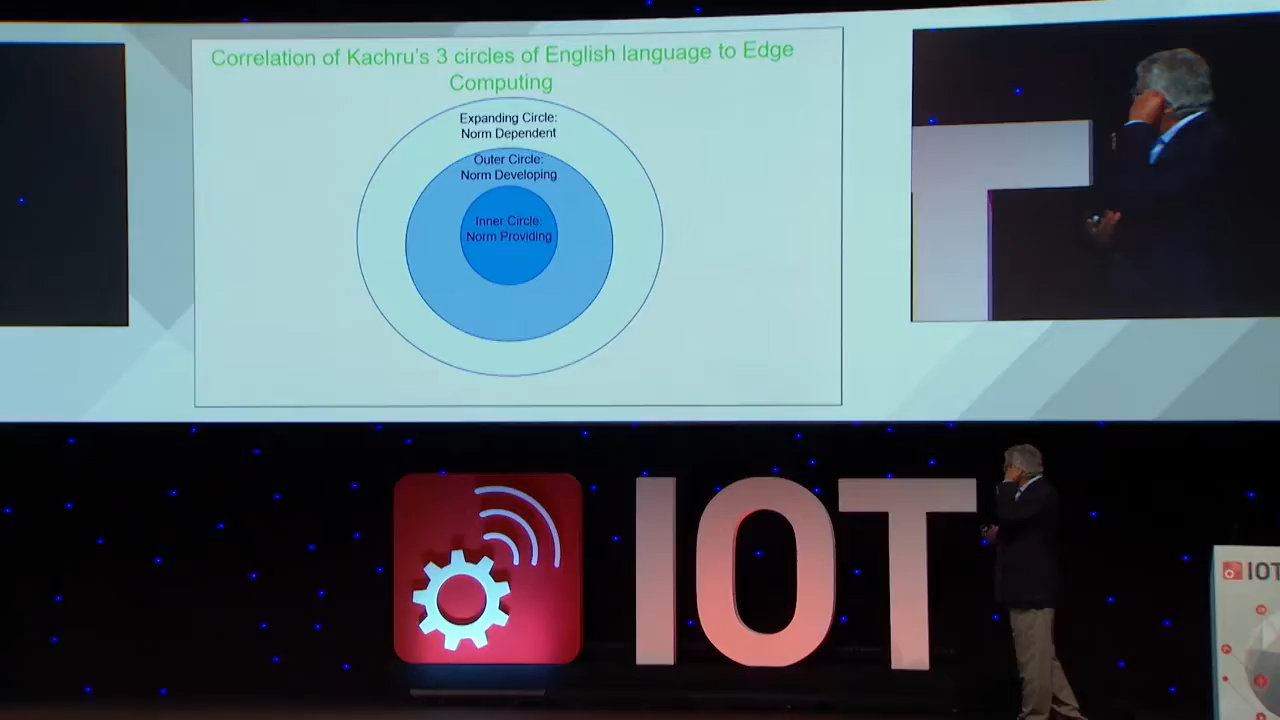 Correlation of Kachru's 3 circles of English language to Edge
Computing
Expanding Circle:
Norm Dependent
Outer Circle:
Norm Developing
Inner Circle:
Norm Providing
IOT
IOT